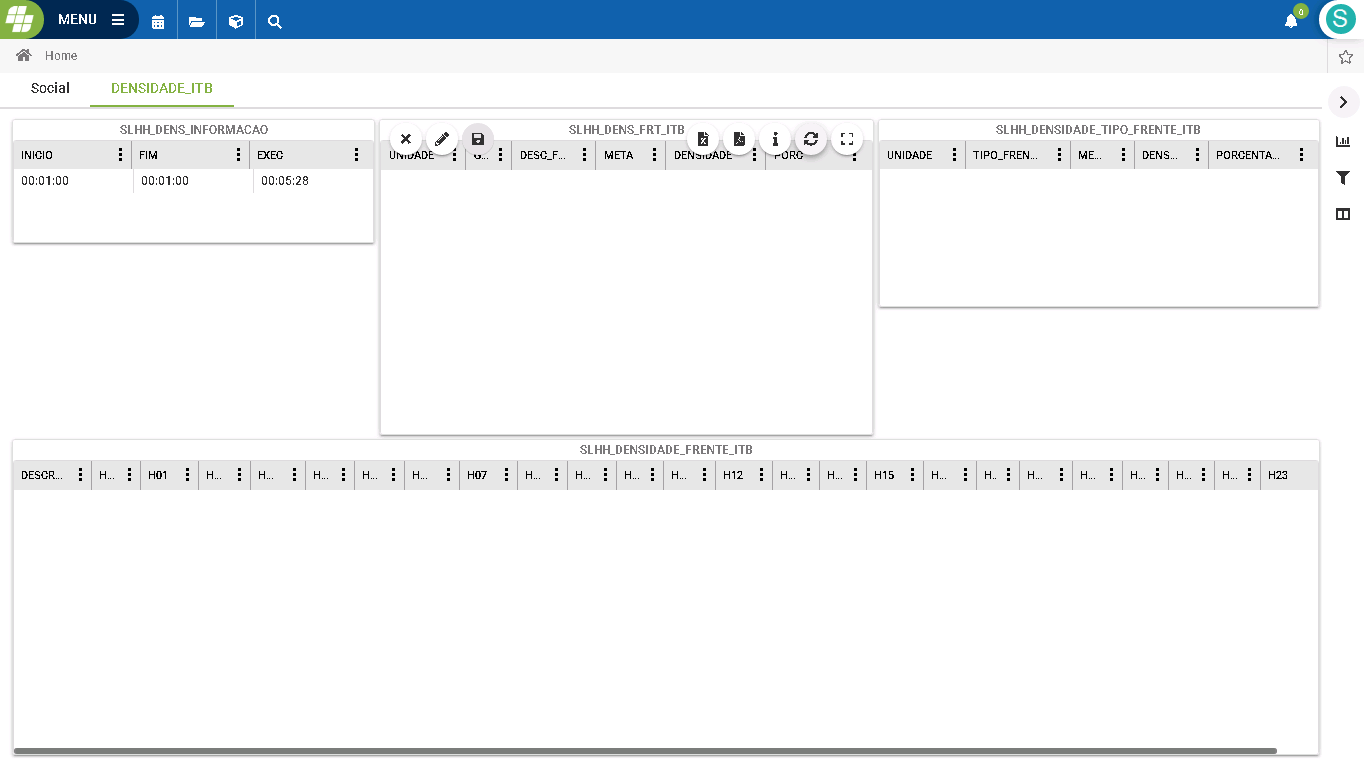 MENU
0
S
Home
Social
DENSIDADE_ITB
SLHH_DENS_INFORMACAO
INICIO FIM EXEC
00:01:00 00:01:00 00:05:28
SLHH_DENS_FRT_ITB
UNIDADE G... DESC_F... META DENSIDADE PORC
SLHH_DENSIDADE_TIPO_FRENTE_ITB
UNIDADE TIPO_FREN... ME... DENS... PORCENTA...
SLHH_DENSIDADE_FRENTE_ITB
DESCR... H... H01 H... H... H... H... H... H07 H... H... H... H... H12 H... H... H15 H... H... H... H... H... H... H... H23